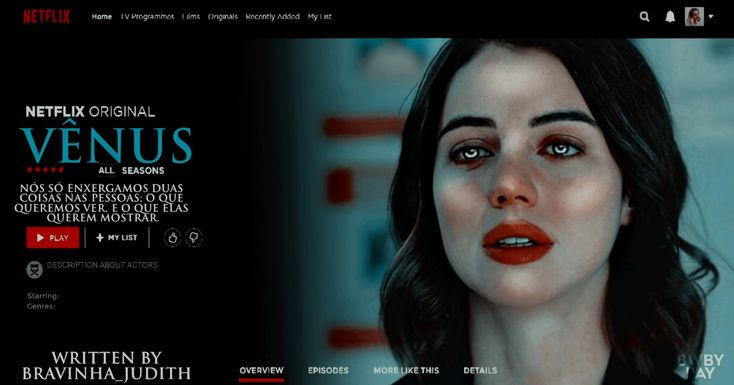 NETFLIX
Home TV Programmes Films Originals Recently Added My List
NETFLIX ORIGINAL
VÊNUS
ALL SEASONS
NÓS SÓ ENXERGAMOS DUAS
COISAS NAS PESSOAS: O QUE
QUEREMOS VER, E O QUE ELAS
QUEREM MOSTRAR.
PLAY + MY LIST
DESCRIPTION ABOUT ACTORS
Starring:
Genres:
WRITTEN BY
BRAVINHA_JUDITH
OVERVIEW EPISODES MORE LIKE THIS DETAILS